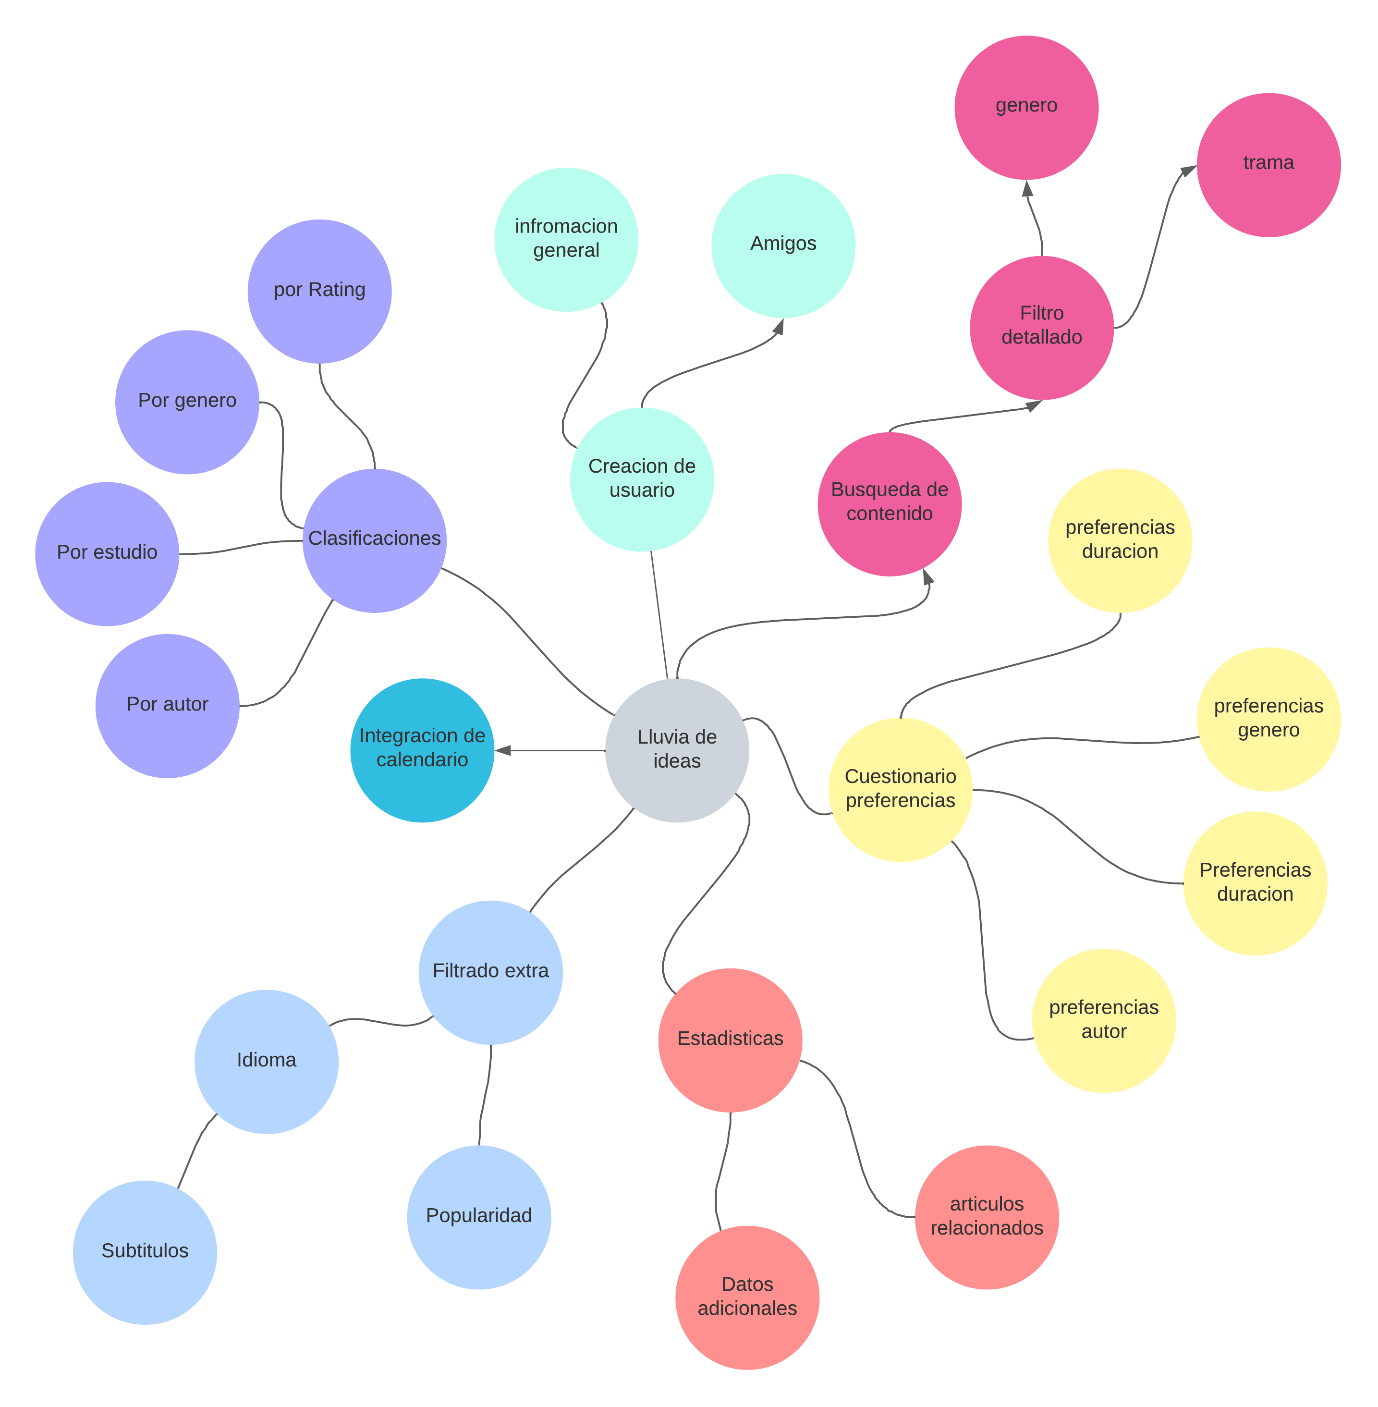 genero
trama
infromacion
general
Amigos
por Rating
Filtro
detallado
Por genero
Creacion de
usuario
Busqueda de
contenido
preferencias
duracion
Clasificaciones
Por estudio
Por autor
preferencias
genero
Integracion de
calendario
Lluvia de
ideas
Cuestionario
preferencias
Preferencias
duracion
Filtrado extra
preferencias
autor
Estadisticas
Idioma
Popularidad
articulos
relacionados
Subtitulos
Datos
adicionales